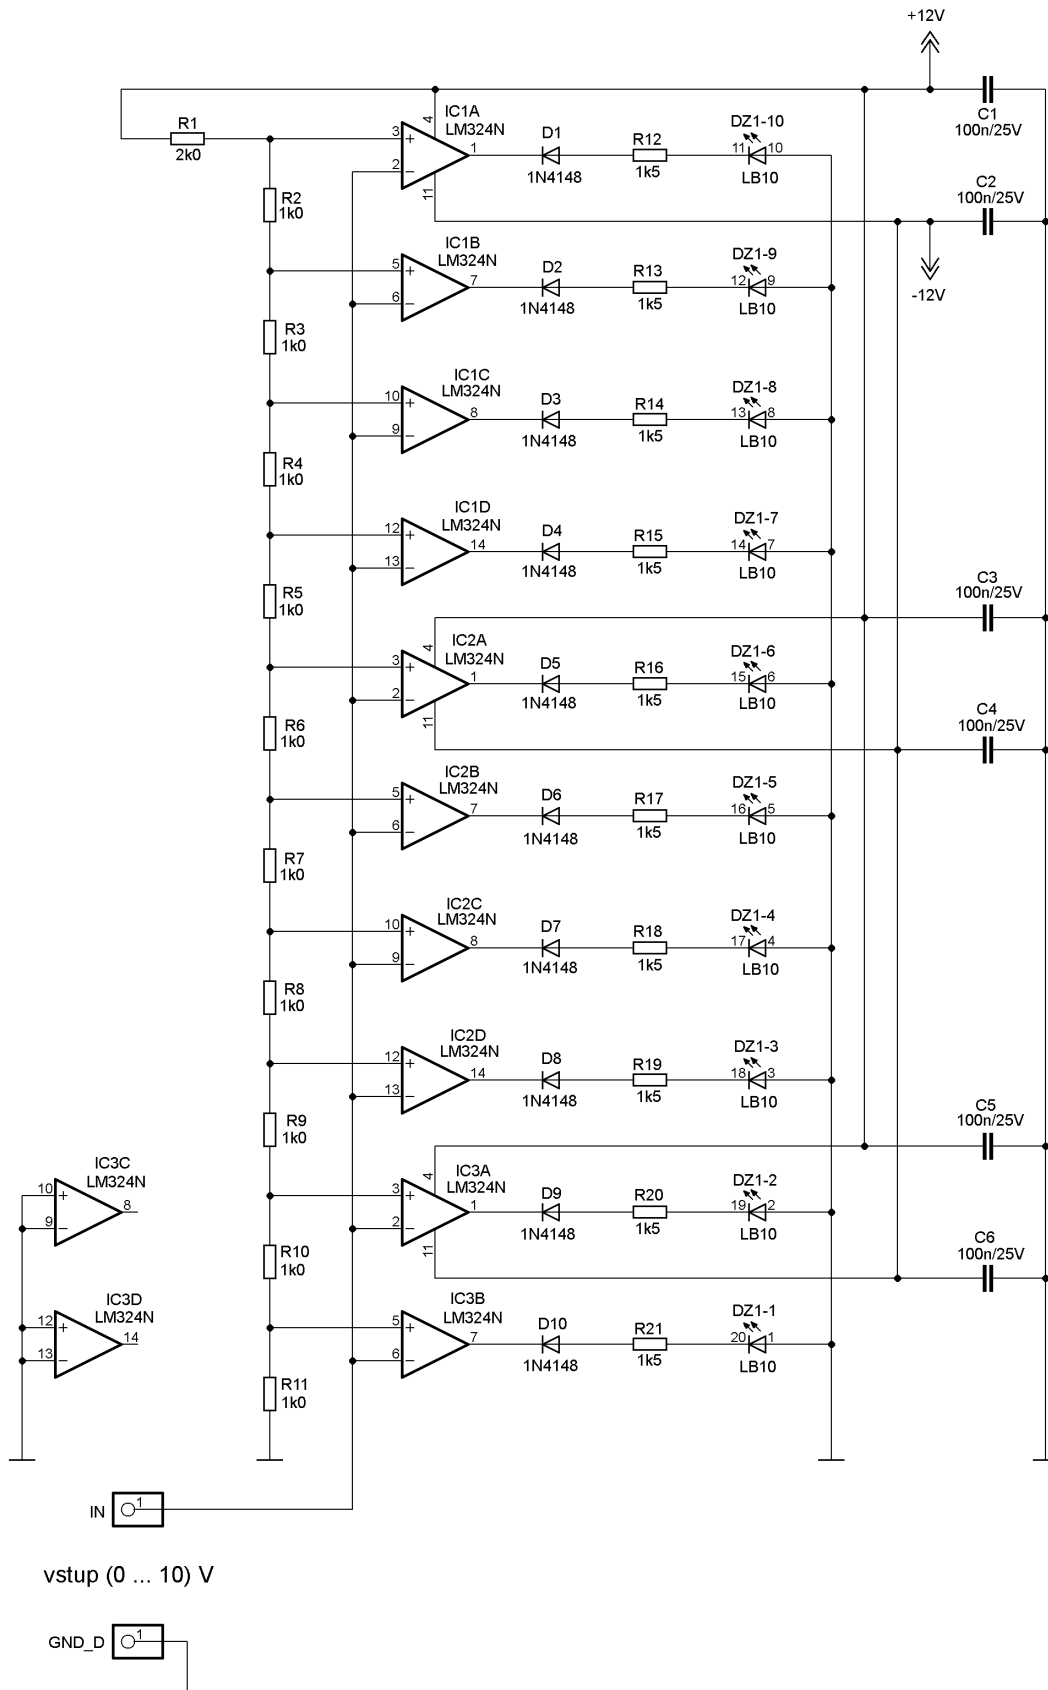 +12V
C1
100n/25V
R1
2k0
IC1A
LM324N
4
3
+
2
−
1
11
D1
1N4148
R12
1k5
DZ1-10
11
10
LB10
C2
100n/25V
-12V
R2
1k0
IC1B
LM324N
5
+
6
−
7
D2
1N4148
R13
1k5
DZ1-9
12
9
LB10
R3
1k0
IC1C
LM324N
10
+
9
−
8
D3
1N4148
R14
1k5
DZ1-8
13
8
LB10
R4
1k0
IC1D
LM324N
12
+
13
−
14
D4
1N4148
R15
1k5
DZ1-7
14
7
LB10
C3
100n/25V
R5
1k0
IC2A
LM324N
4
3
+
2
−
1
11
D5
1N4148
R16
1k5
DZ1-6
15
6
LB10
C4
100n/25V
R6
1k0
IC2B
LM324N
5
+
6
−
7
D6
1N4148
R17
1k5
DZ1-5
16
5
LB10
R7
1k0
IC2C
LM324N
10
+
9
−
8
D7
1N4148
R18
1k5
DZ1-4
17
4
LB10
R8
1k0
IC2D
LM324N
12
+
13
−
14
D8
1N4148
R19
1k5
DZ1-3
18
3
LB10
C5
100n/25V
R9
1k0
IC3C
LM324N
10
+
9
−
8
IC3A
LM324N
4
3
+
2
−
1
11
D9
1N4148
R20
1k5
DZ1-2
19
2
LB10
C6
100n/25V
R10
1k0
IC3D
LM324N
12
+
13
−
14
IC3B
LM324N
5
+
6
−
7
D10
1N4148
R21
1k5
DZ1-1
20
1
LB10
R11
1k0
IN
1
vstup (0 ... 10) V
GND_D
1